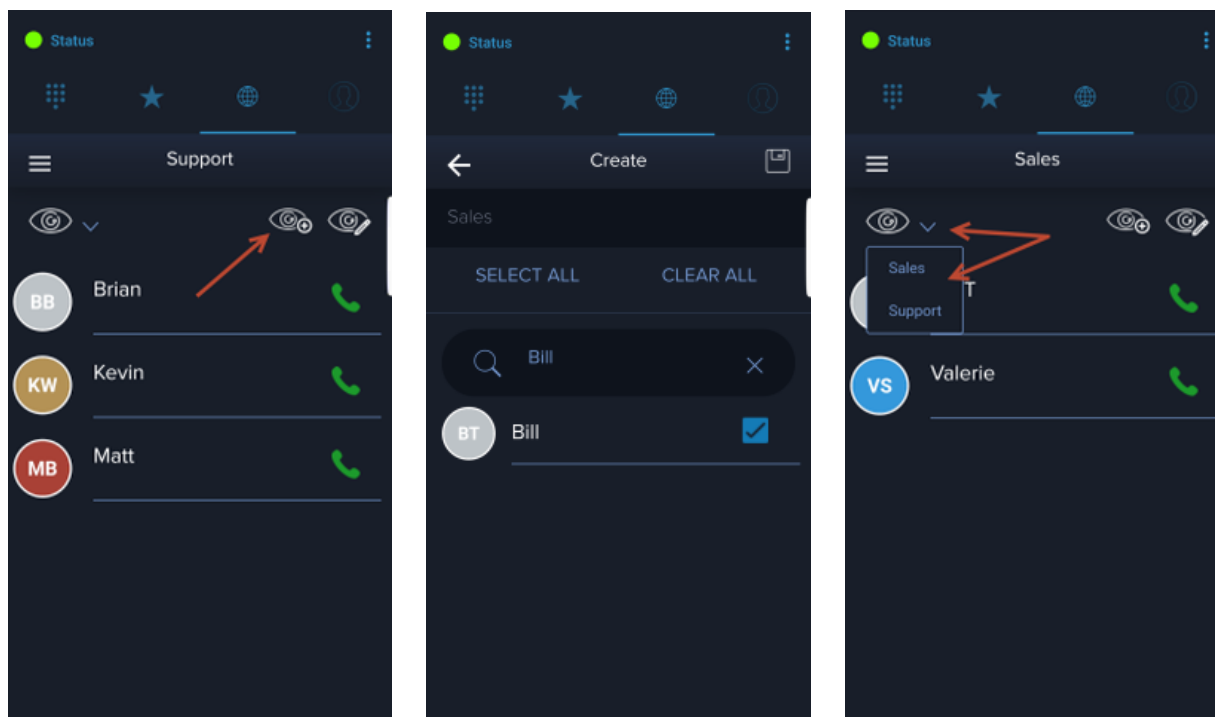 Status
Support
BB Brian
KW Kevin
MB Matt
Status
Create
Sales
SELECT ALL CLEAR ALL
Bill
BT Bill
Status
Sales
Sales
T
Support
VS Valerie